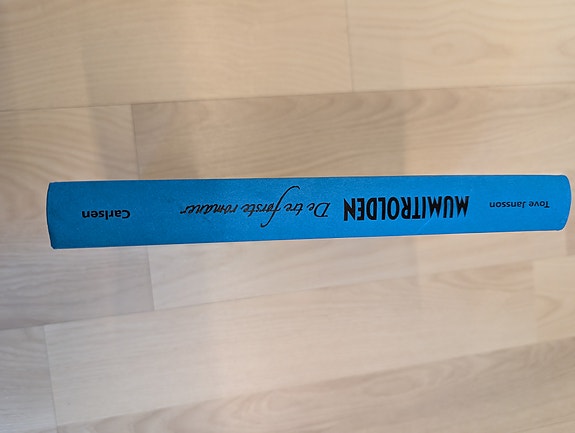 Tove Jansson
MUMITROLDEN
De tre første romaner
Carlsen